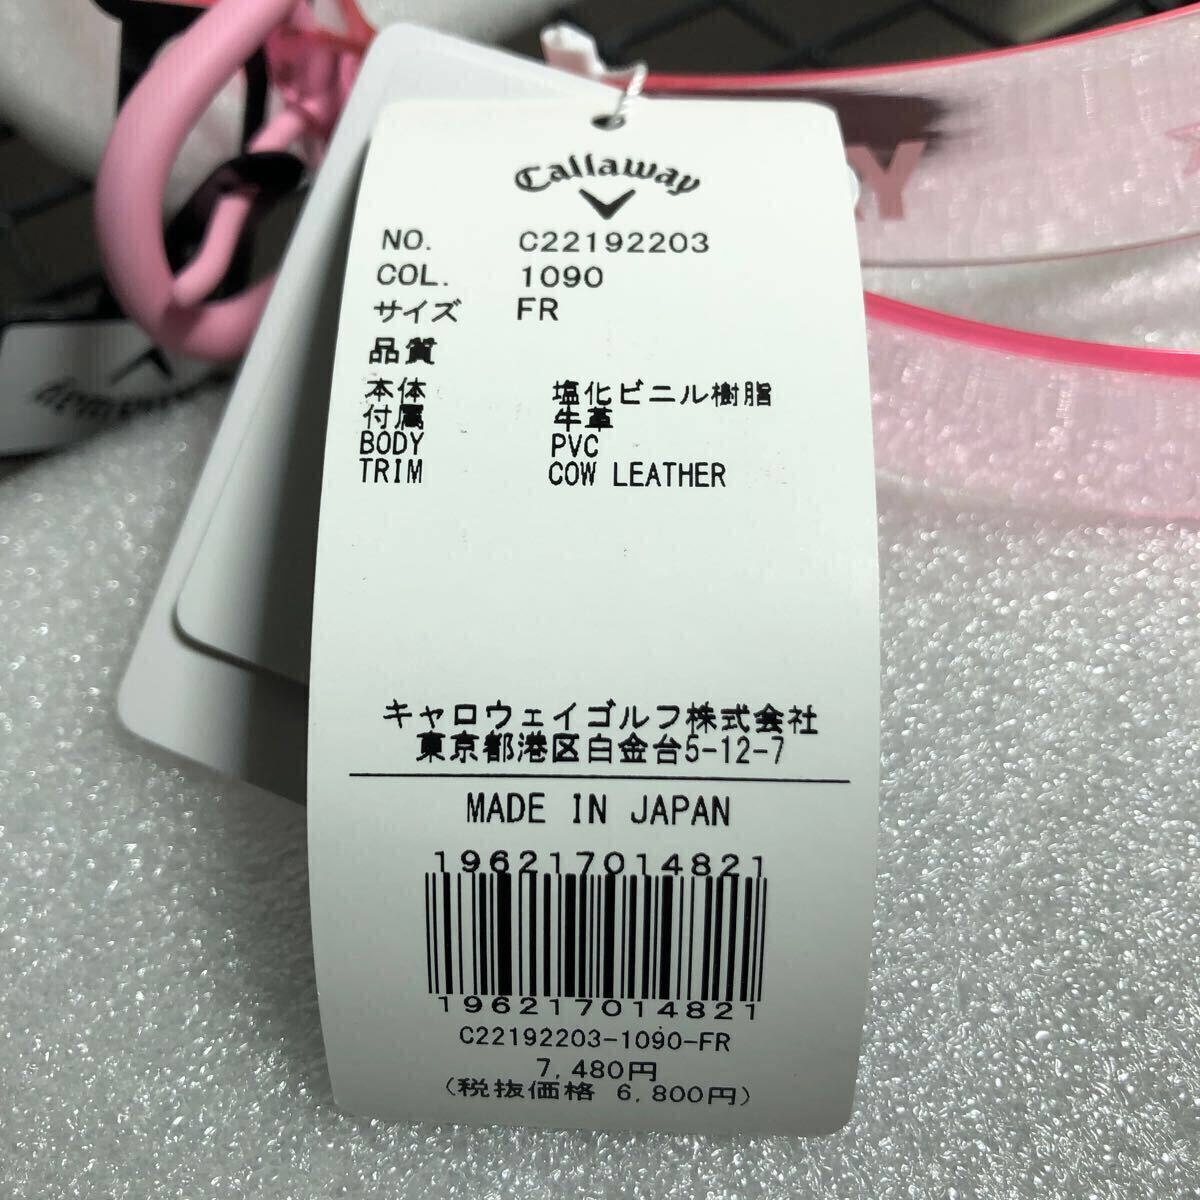 Callaway
NO. C22192203
COL. 1090
サイズ FR
品質
本体 塩化ビニル樹脂
付属 牛革
BODY PVC
TRIM COW LEATHER
キャロウェイゴルフ株式会社
東京都港区白金台5-12-7
MADE IN JAPAN
196217014821
196217014821
C22192203-1090-FR
7,480円
(税抜価格 6,800円)